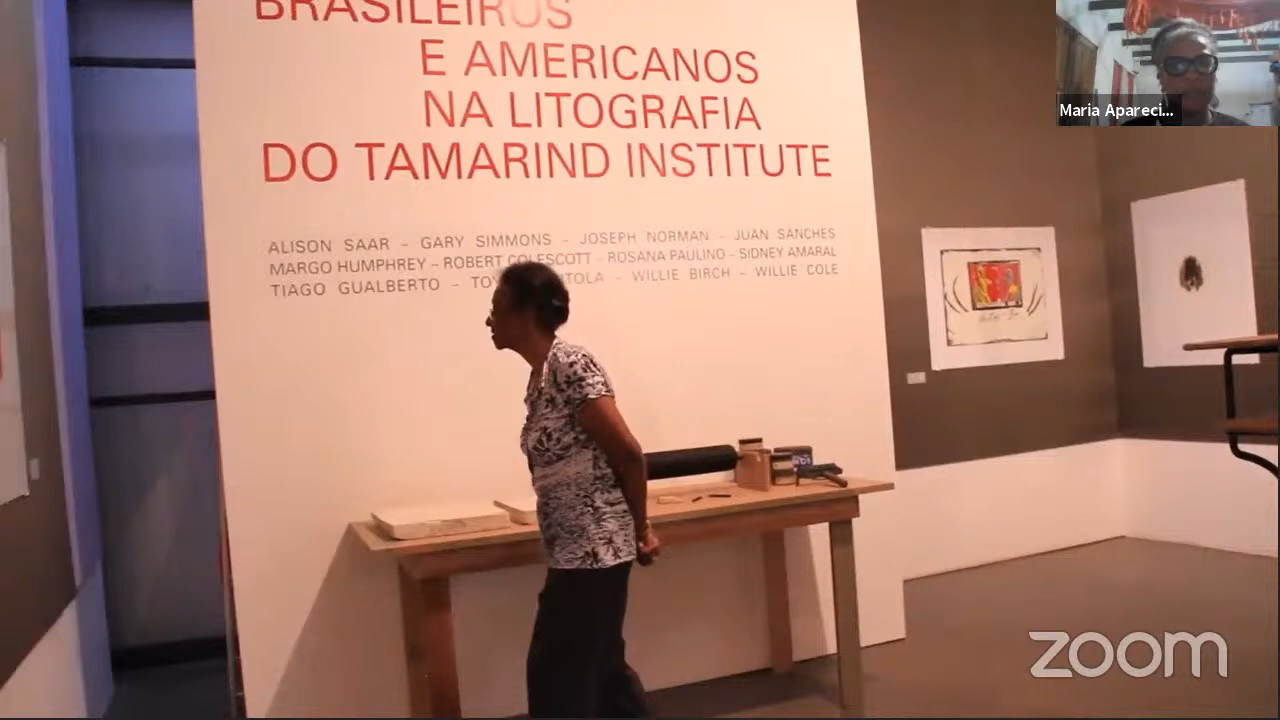 BRASILEIROS
E AMERICANOS
NA LITOGRAFIA
DO TAMARIND INSTITUTE
ALISON SAAR – GARY SIMMONS – JOSEPH NORMAN – JUAN SANCHES
MARGO HUMPHREY – ROBERT COLESCOTT – ROSANA PAULINO – SIDNEY AMARAL
TIAGO GUALBERTO – WILLIE BIRCH – WILLIE COLE
Maria Apareci...
zoom